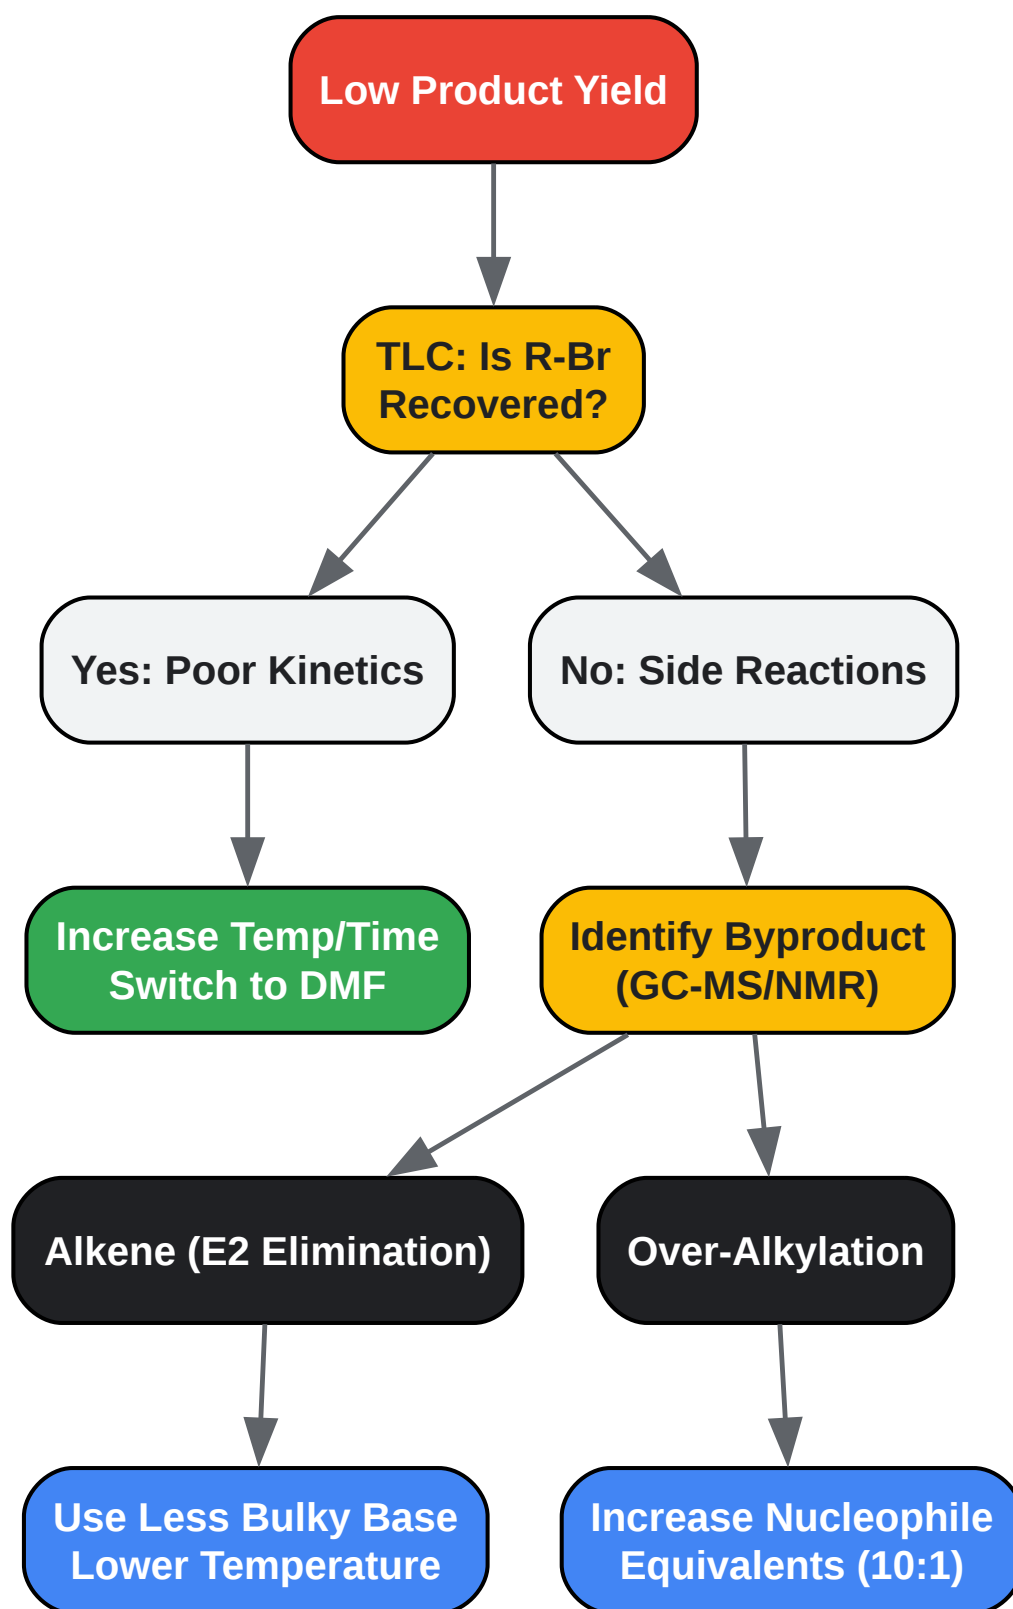 Low Product Yield
TLC: Is R-Br
Recovered?
Yes: Poor Kinetics
No: Side Reactions
Increase Temp/Time
Switch to DMF
Identify Byproduct
(GC-MS/NMR)
Alkene (E2 Elimination)
Over-Alkylation
Use Less Bulky Base
Lower Temperature
Increase Nucleophile
Equivalents (10:1)